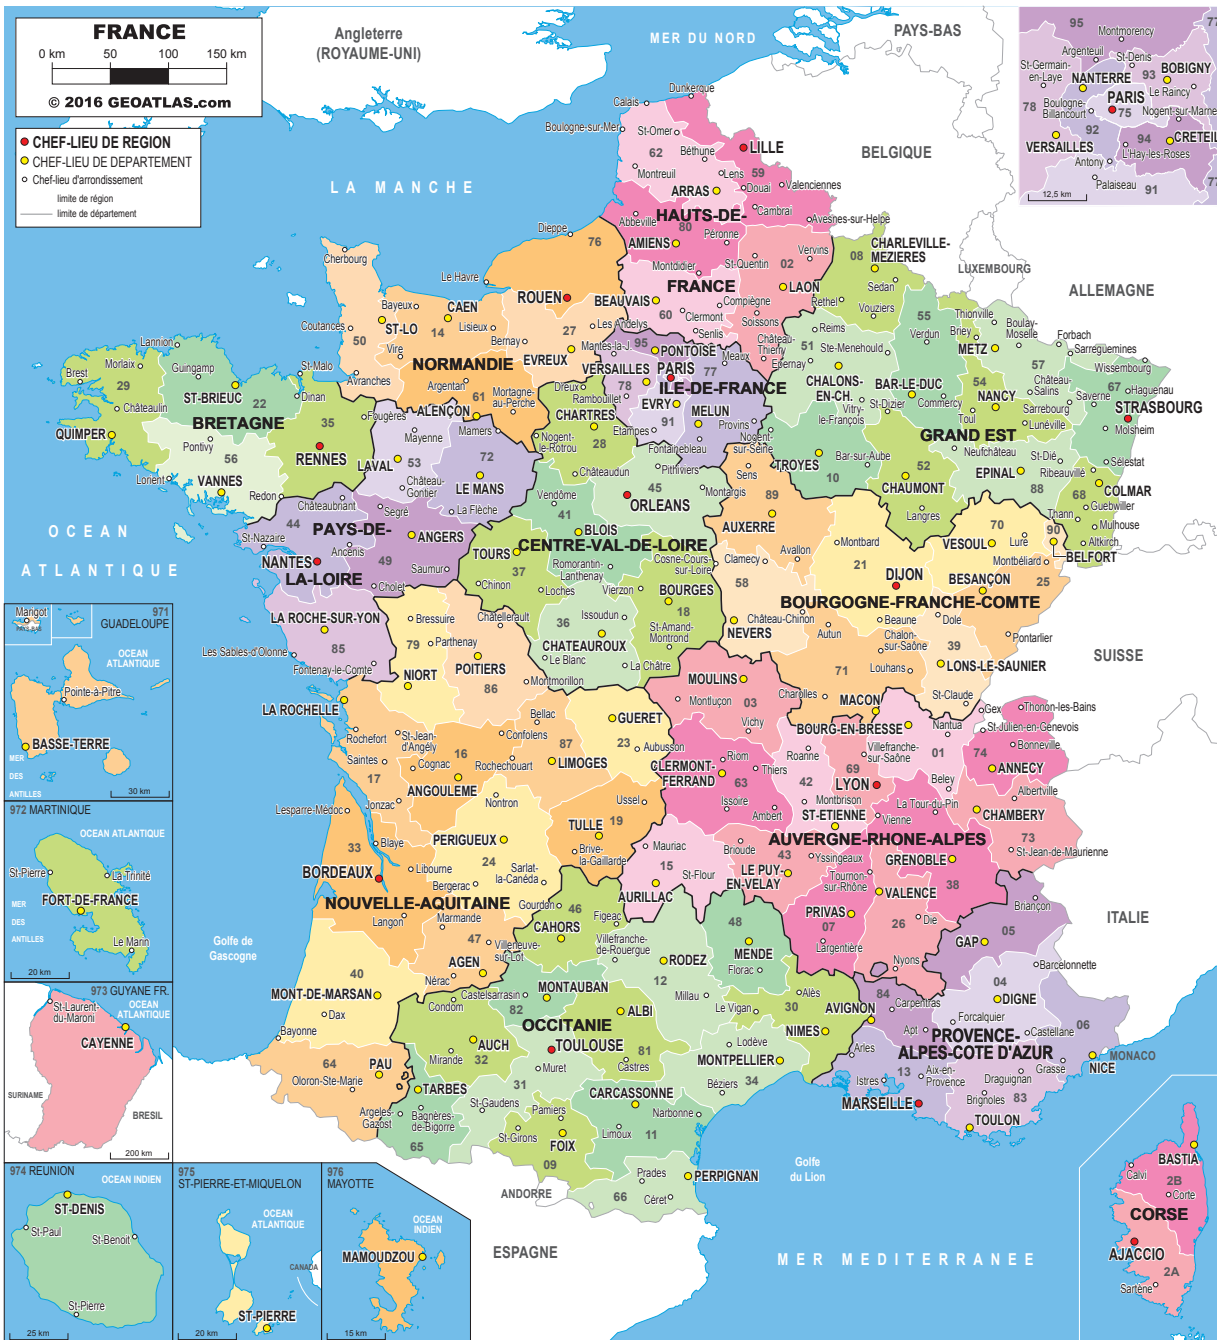 FRANCE
0 km 50 100 150 km
© 2016 GEOATLAS.com
CHEF-LIEU DE REGION
CHEF-LIEU DE DEPARTEMENT
Chef-lieu d'arrondissement
limite de région
limite de département
Angleterre
(ROYAUME-UNI)
MER DU NORD
PAYS-BAS
BELGIQUE
LUXEMBOURG
ALLEMAGNE
SUISSE
ITALIE
MONACO
ESPAGNE
ANDORRE
LA MANCHE
OCEAN
ATLANTIQUE
Golfe de
Gascogne
Golfe
du Lion
MER MEDITERRANEE
95
Montmorency
77
Argenteuil
St-Denis
St-Germain-
en-Laye
NANTERRE
93
BOBIGNY
Le Raincy
PARIS
78
Boulogne-
Billancourt
75
Nogent-sur-Marne
92
94
CRETEIL
VERSAILLES
L'Hay-les-Roses
Antony
Palaiseau
91
77
12,5 km
HAUTS-DE-
FRANCE
Dunkerque
Calais
Boulogne-sur-Mer
St-Omer
62
Béthune
LILLE
59
Montreuil
Lens
Douai
Valenciennes
ARRAS
Cambrai
Avesnes-sur-Helpe
Abbeville
80
AMIENS
Péronne
Montdidier
St-Quentin
02
Vervins
LAON
BEAUVAIS
60
Compiègne
Clermont
Senlis
Soissons
Château-
Thierry
NORMANDIE
Dieppe
76
Le Havre
ROUEN
Cherbourg
Bayeux
CAEN
ST-LO
14
Lisieux
Coutances
50
Vire
Bernay
27
Les Andelys
EVREUX
Avranches
Argentan
61
Mortagne-
au-Perche
ALENÇON
ILE-DE-FRANCE
Mantes-la-J.
95
PONTOISE
VERSAILLES
PARIS
77
Meaux
78
Rambouillet
EVRY
91
MELUN
Etampes
Provins
Fontainebleau
GRAND EST
08
CHARLEVILLE-
MEZIERES
Sedan
Rethel
Vouziers
Reims
51
Ste-Menehould
Epernay
CHALONS-
EN-CH.
Vitry-
le-François
55
Verdun
BAR-LE-DUC
Commercy
St-Dizier
Thionville
Briey
METZ
Boulay-
Moselle
57
Forbach
Sarreguemines
Château-
Salins
Sarrebourg
54
NANCY
Toul
Lunéville
Wissembourg
67
Haguenau
Saverne
STRASBOURG
Molsheim
Sélestat
Neufchâteau
St-Dié
EPINAL
88
Ribeauvillé
68
COLMAR
Guebwiller
Thann
Mulhouse
Altkirch
Nogent-
sur-Seine
TROYES
10
Bar-sur-Aube
52
CHAUMONT
Langres
BRETAGNE
Lannion
Morlaix
Guingamp
Brest
29
ST-BRIEUC
22
St-Malo
Dinan
Châteaulin
QUIMPER
Pontivy
56
35
Fougères
RENNES
Lorient
VANNES
Redon
PAYS-DE-
LA-LOIRE
Mayenne
Mamers
LAVAL
53
72
LE MANS
Château-
Gontier
La Flèche
Châteaubriant
Segré
44
St-Nazaire
Ancenis
ANGERS
49
Saumur
NANTES
Cholet
LA ROCHE-SUR-YON
85
Les Sables-d'Olonne
Fontenay-le-Comte
CENTRE-VAL-DE-LOIRE
Dreux
CHARTRES
28
Nogent-
le-Rotrou
Châteaudun
Pithiviers
45
ORLEANS
Montargis
Vendôme
41
BLOIS
Romorantin-
Lanthenay
TOURS
37
Chinon
Loches
Vierzon
Cosne-Cours-
sur-Loire
BOURGES
18
Issoudun
36
CHATEAUROUX
Le Blanc
La Châtre
St-Amand-
Montrond
BOURGOGNE-FRANCHE-COMTE
Sens
89
AUXERRE
Avallon
Clamecy
58
NEVERS
Château-Chinon
Montbard
21
DIJON
Beaune
Autun
Chalon-
sur-Saône
71
Louhans
Charolles
MACON
70
VESOUL
Lure
90
Montbéliard
BELFORT
BESANÇON
25
Dole
Pontarlier
39
LONS-LE-SAUNIER
St-Claude
NOUVELLE-AQUITAINE
79
Bressuire
Parthenay
NIORT
Châtellerault
POITIERS
86
Montmorillon
LA ROCHELLE
Rochefort
St-Jean-
d'Angély
Saintes
17
Jonzac
Cognac
16
ANGOULEME
Confolens
Bellac
87
LIMOGES
Rochechouart
GUERET
23
Aubusson
Ussel
TULLE
19
Brive-
la-Gaillarde
Lesparre-Médoc
Blaye
33
Libourne
BORDEAUX
Langon
Nontron
PERIGUEUX
24
Bergerac
Sarlat-
la-Canéda
Marmande
47
Villeneuve-
sur-Lot
AGEN
Nérac
40
MONT-DE-MARSAN
Dax
Bayonne
64
PAU
Oloron-Ste-Marie
AUVERGNE-RHONE-ALPES
MOULINS
Montluçon
03
Vichy
CLERMONT-
FERRAND
Riom
Thiers
63
Issoire
Ambert
Mauriac
15
St-Flour
AURILLAC
Brioude
43
LE PUY-
EN-VELAY
Yssingeaux
Roanne
42
Montbrison
ST-ETIENNE
Villefranche-
sur-Saône
69
LYON
BOURG-EN-BRESSE
Nantua
Gex
01
Belley
Thonon-les-Bains
St-Julien-en-Genevois
Bonneville
74
ANNECY
Albertville
CHAMBERY
73
St-Jean-de-Maurienne
La Tour-du-Pin
Vienne
GRENOBLE
38
Tournon-
sur-Rhône
PRIVAS
07
Largentière
VALENCE
26
Die
Nyons
OCCITANIE
Gourdon
46
Figeac
CAHORS
Villefranche-
de-Rouergue
RODEZ
12
Millau
48
MENDE
Florac
Alès
Le Vigan
30
NIMES
Castelsarrasin
MONTAUBAN
82
Condom
AUCH
32
Mirande
ALBI
81
Castres
TOULOUSE
Muret
31
St-Gaudens
TARBES
Argelès-
Gazost
Bagnères-
de-Bigorre
65
Lodève
MONTPELLIER
Béziers
34
CARCASSONNE
Narbonne
Limoux
11
Pamiers
St-Girons
FOIX
09
Prades
PERPIGNAN
Céret
66
PROVENCE-
ALPES-COTE D'AZUR
Briançon
05
GAP
Barcelonnette
04
DIGNE
Forcalquier
Castellane
84
Carpentras
AVIGNON
Apt
Arles
13
Istres
Aix-en-
Provence
MARSEILLE
06
Grasse
NICE
Draguignan
83
Brignoles
TOULON
CORSE
BASTIA
Calvi
2B
Corte
AJACCIO
2A
Sartène
971
GUADELOUPE
Marigot
PAYS-BAS
OCEAN
ATLANTIQUE
Pointe-à-Pitre
BASSE-TERRE
MER
DES
ANTILLES
30 km
972 MARTINIQUE
OCEAN ATLANTIQUE
St-Pierre
La Trinité
FORT-DE-FRANCE
MER
DES
ANTILLES
Le Marin
20 km
973 GUYANE FR.
St-Laurent-
du-Maroni
OCEAN
ATLANTIQUE
CAYENNE
SURINAME
BRESIL
200 km
974 REUNION
OCEAN INDIEN
ST-DENIS
St-Paul
St-Benoit
St-Pierre
25 km
975
ST-PIERRE-ET-MIQUELON
OCEAN
ATLANTIQUE
CANADA
ST-PIERRE
20 km
976
MAYOTTE
OCEAN
INDIEN
MAMOUDZOU
15 km